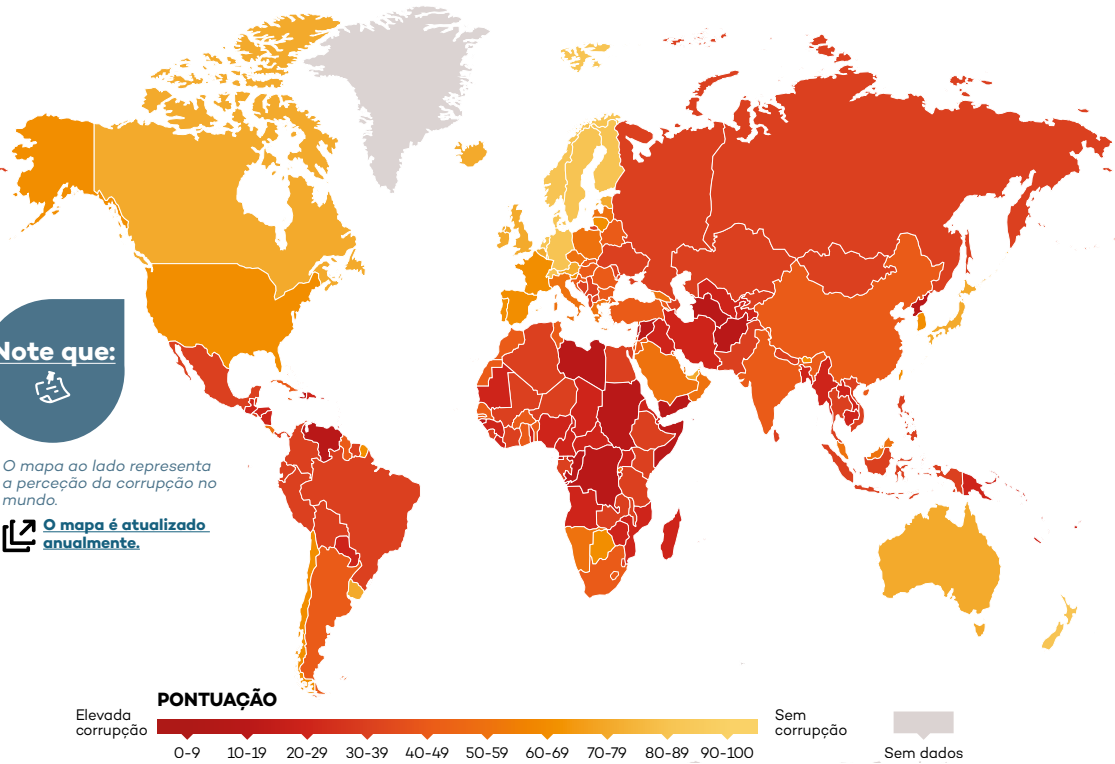 Note que:
O mapa ao lado representa
a perceção da corrupção no
mundo.
O mapa é atualizado
anualmente.
PONTUAÇÃO
Elevada
corrupção
0-9 10-19 20-29 30-39 40-49 50-59 60-69 70-79 80-89 90-100
Sem
corrupção
Sem dados